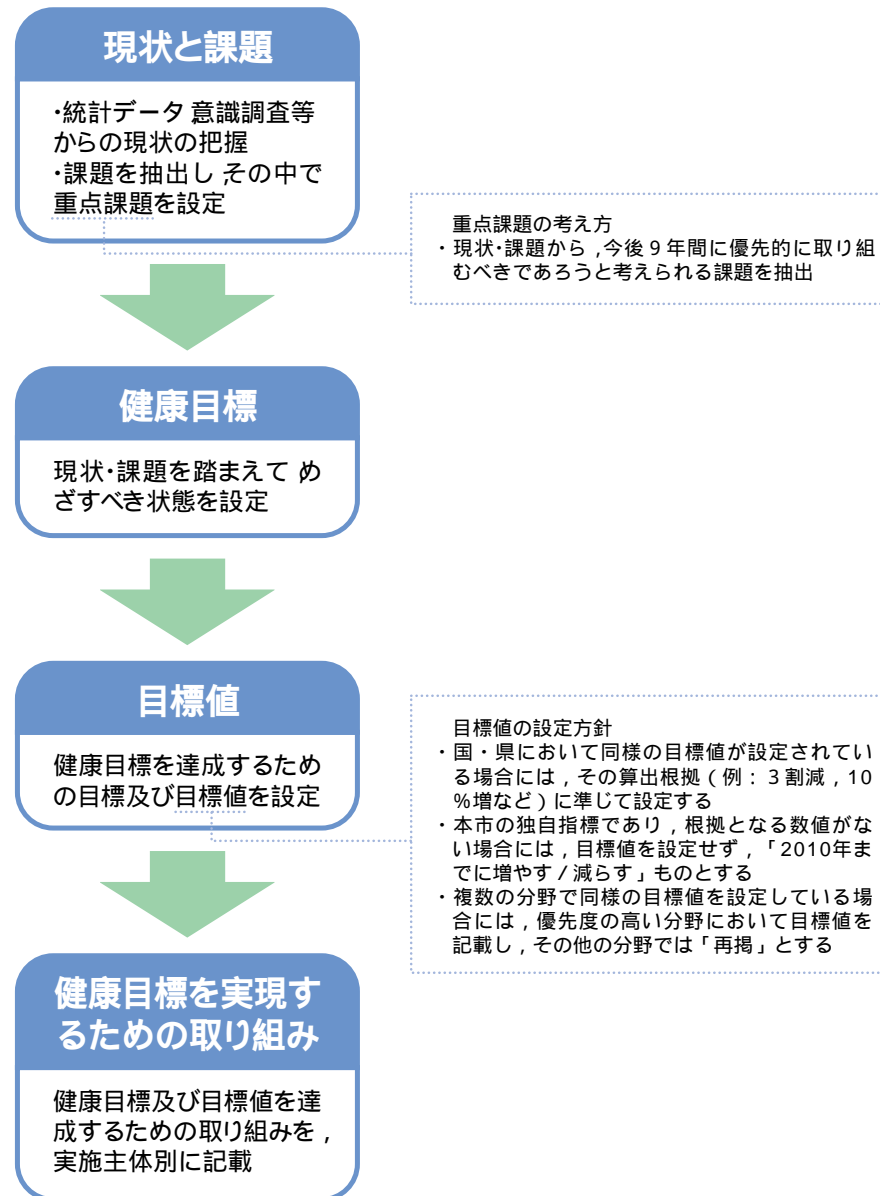 現状と課題
・統計データ 意識調査等
からの現状の把握
・課題を抽出し ,その中で
重点課題を設定
重点課題の考え方
・現状・課題から，今後９年間に優先的に取り組
むべきであろうと考えられる課題を抽出
健康目標
現状・課題を踏まえて め
ざすべき状態を設定
目標値
健康目標を達成するため
の目標及び目標値を設定
目標値の設定方針
・国・県において同様の目標値が設定されてい
る場合には，その算出根拠（例：３割減，10
％増など）に準じて設定する
・本市の独自指標であり，根拠となる数値がな
い場合には，目標値を設定せず，「2010年ま
でに増やす／減らす」ものとする
・複数の分野で同様の目標値を設定している場
合には，優先度の高い分野において目標値を
記載し，その他の分野では「再掲」とする
健康目標を実現す
るための取り組み
健康目標及び目標値を達
成するための取り組みを，
実施主体別に記載